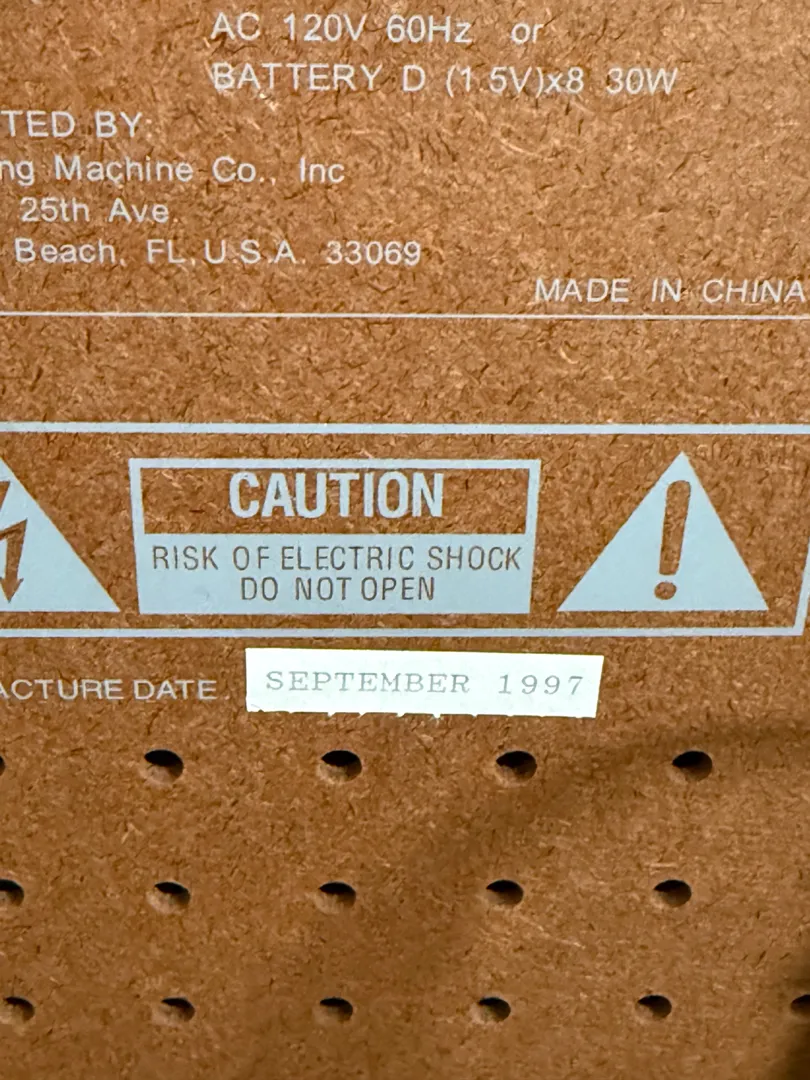 AC 120V 60Hz or
BATTERY D (1.5V)x8 30W
TED BY:
ng Machine Co., Inc
25th Ave.
Beach, FL, U.S.A. 33069
MADE IN CHINA
CAUTION
RISK OF ELECTRIC SHOCK
DO NOT OPEN
ACTURE DATE: SEPTEMBER 1997